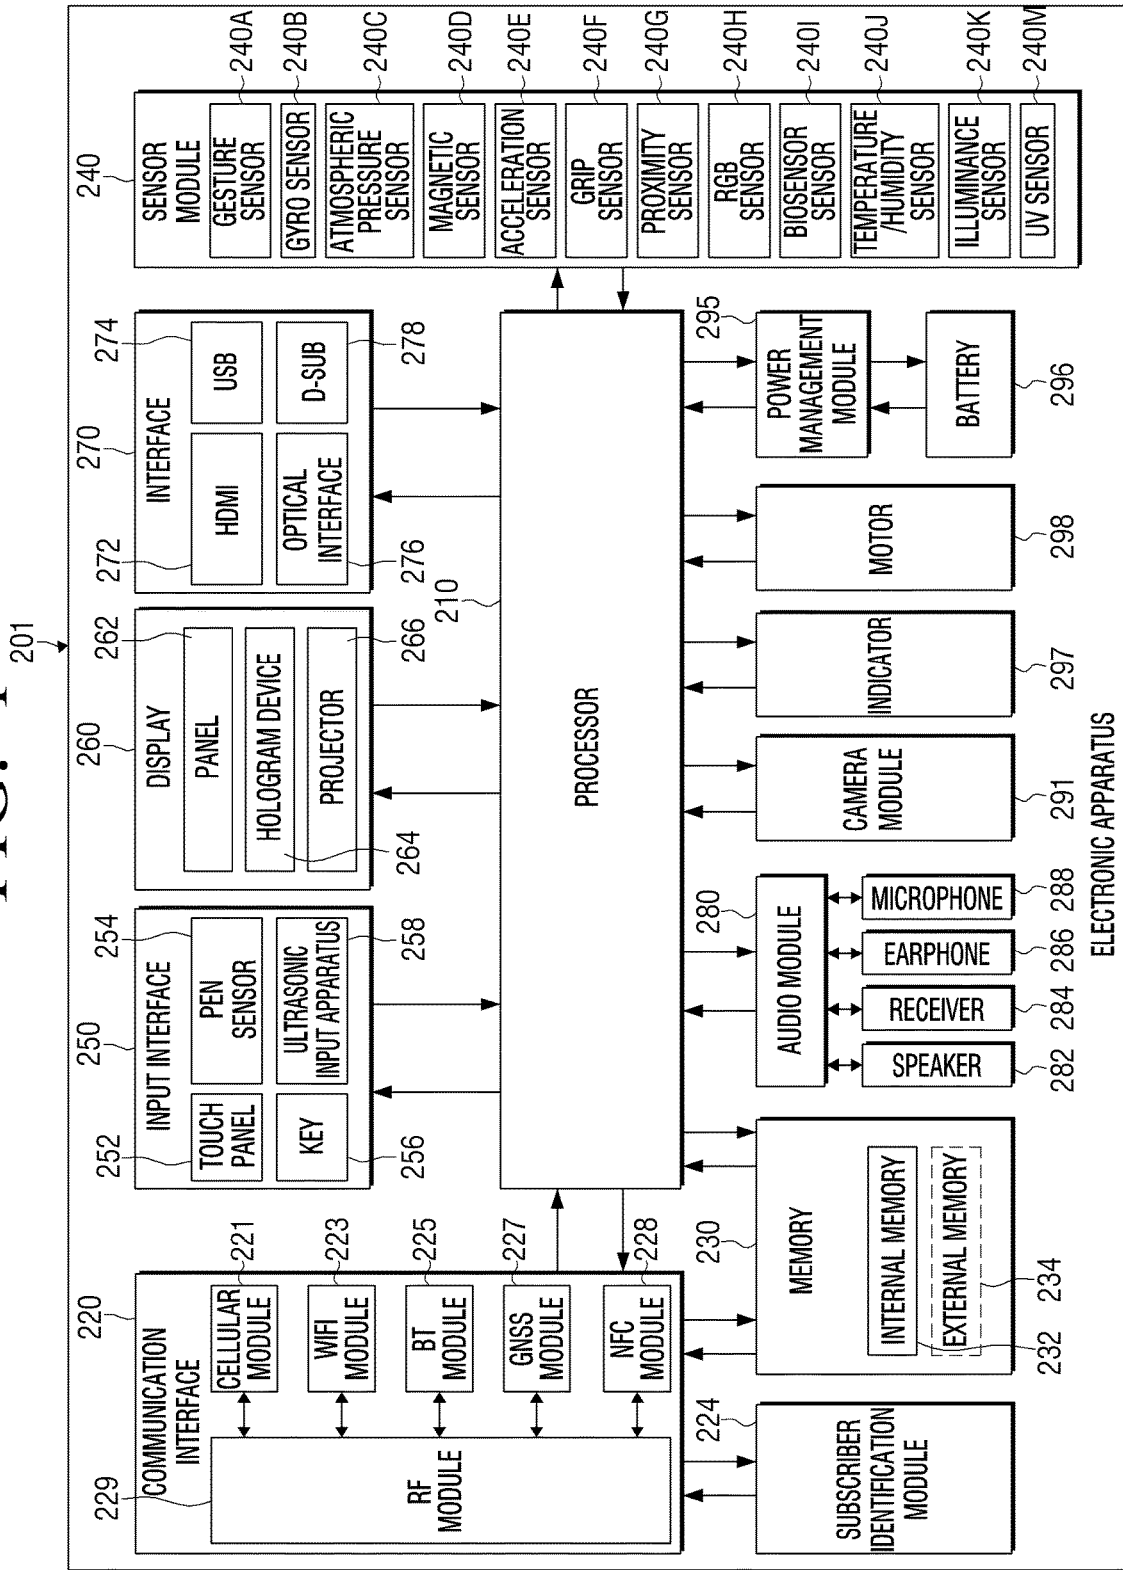 201
220
COMMUNICATION
INTERFACE
229
RF
MODULE
CELLULAR
MODULE
221
WIFI
MODULE
223
BT
MODULE
225
GNSS
MODULE
227
NFC
MODULE
228
250
INPUT INTERFACE
252
TOUCH
PANEL
254
PEN
SENSOR
KEY
256
ULTRASONIC
INPUT APPARATUS
258
260
DISPLAY
262
PANEL
HOLOGRAM DEVICE
264
PROJECTOR
266
270
INTERFACE
272
HDMI
274
USB
OPTICAL
INTERFACE
276
D-SUB
278
240
SENSOR
MODULE
GESTURE
SENSOR
240A
GYRO SENSOR
240B
ATMOSPHERIC
PRESSURE
SENSOR
240C
MAGNETIC
SENSOR
240D
ACCELERATION
SENSOR
240E
GRIP
SENSOR
240F
PROXIMITY
SENSOR
240G
RGB
SENSOR
240H
BIOSENSOR
SENSOR
240I
TEMPERATURE
/HUMIDITY
SENSOR
240J
ILLUMINANCE
SENSOR
240K
UV SENSOR
240M
210
PROCESSOR
224
SUBSCRIBER
IDENTIFICATION
MODULE
230
MEMORY
INTERNAL MEMORY
232
EXTERNAL MEMORY
234
280
AUDIO MODULE
SPEAKER
282
RECEIVER
284
EARPHONE
286
MICROPHONE
288
CAMERA
MODULE
291
INDICATOR
297
MOTOR
298
295
POWER
MANAGEMENT
MODULE
BATTERY
296
ELECTRONIC APPARATUS